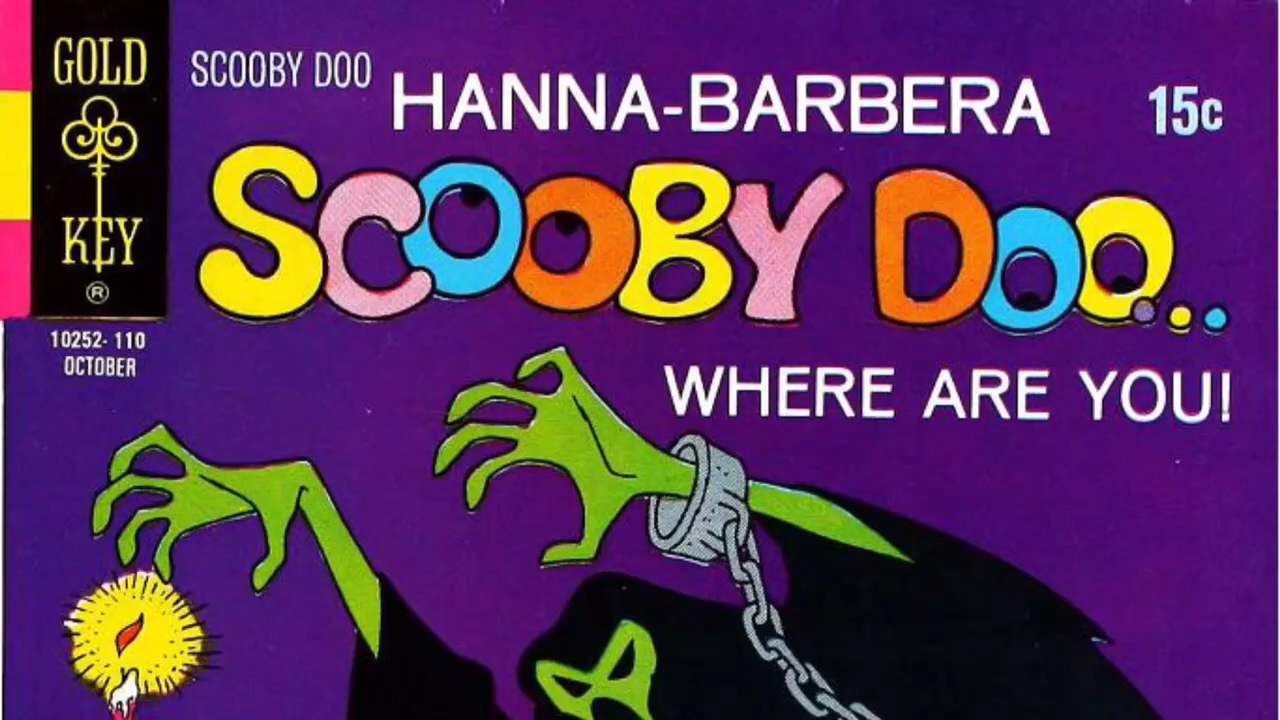 GOLD
KEY
®
10252-110
OCTOBER
SCOOBY DOO
HANNA-BARBERA
15c
SCOOBY DOO...
WHERE ARE YOU!